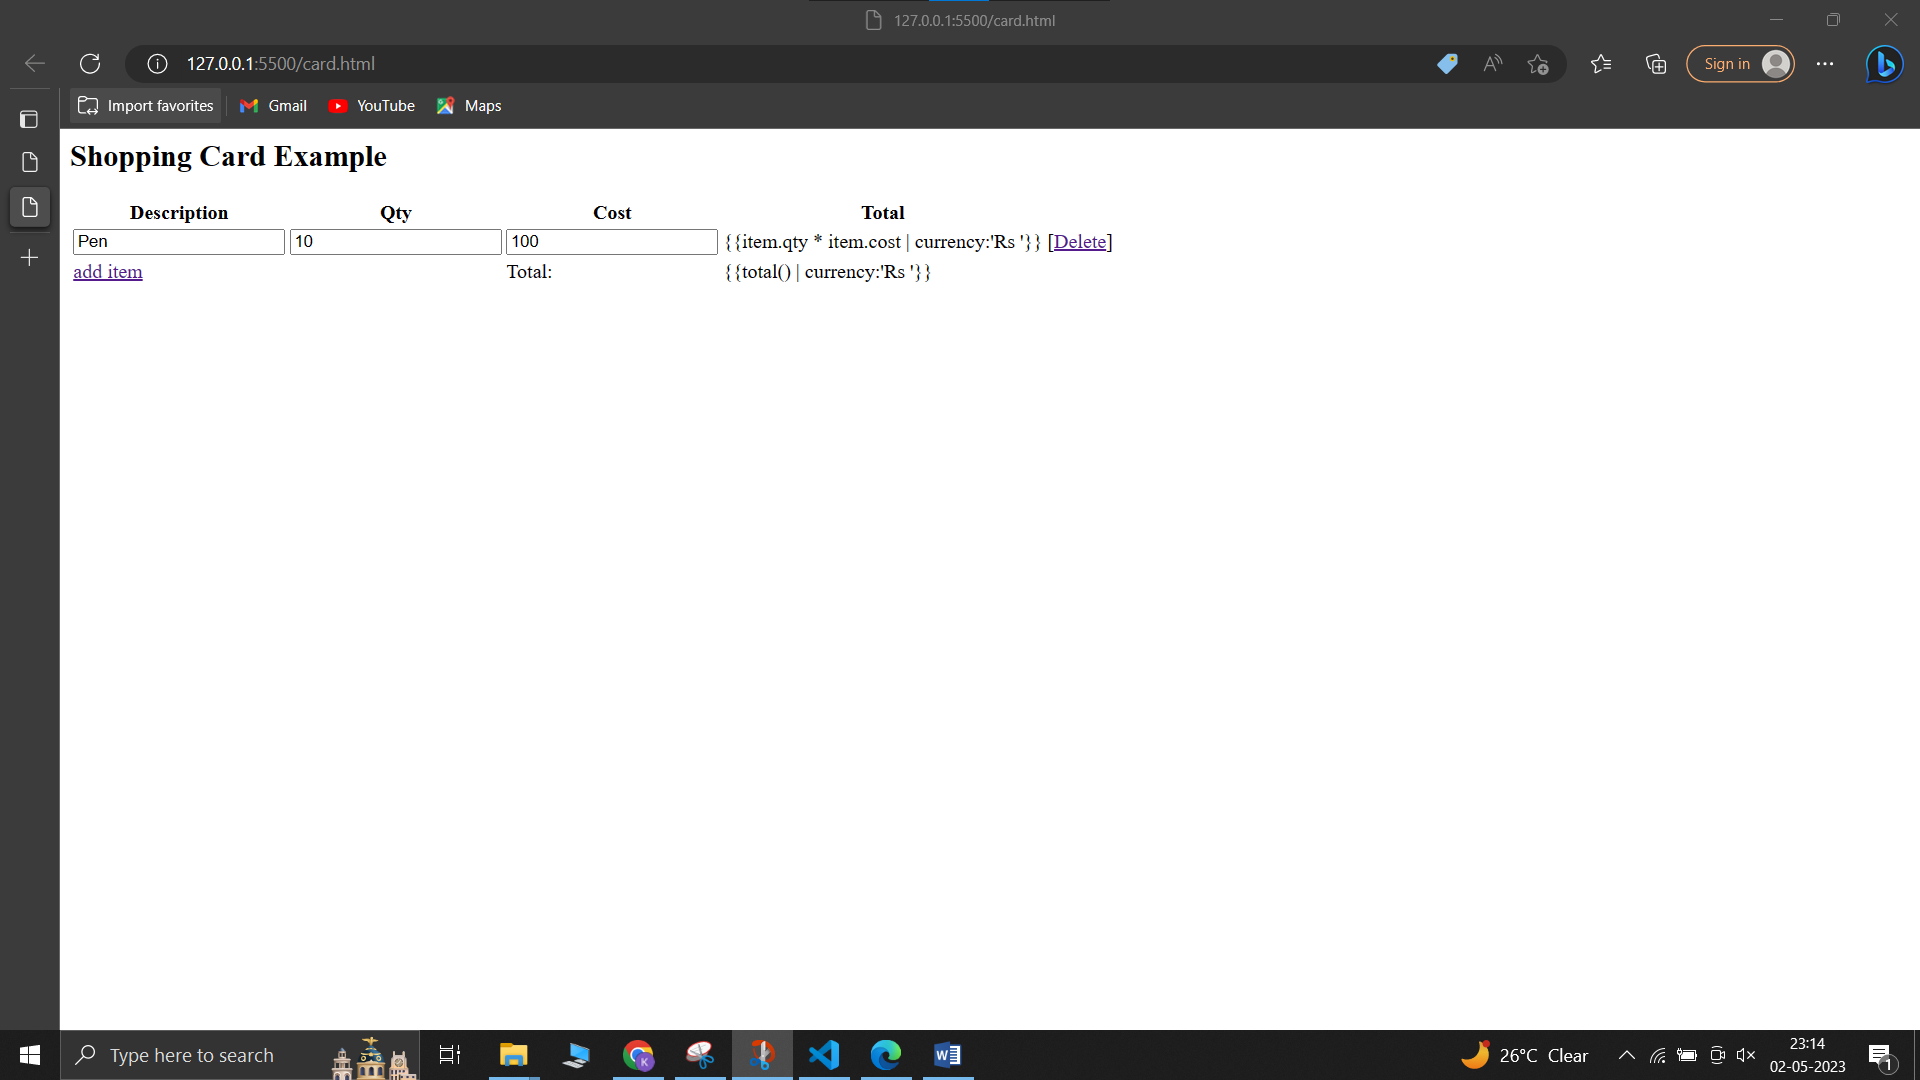 127.0.0.1:5500/card.html
127.0.0.1:5500/card.html
Sign in
Import favorites Gmail YouTube Maps
Shopping Card Example
Description Qty Cost Total
Pen 10 100 {{item.qty * item.cost | currency:'Rs '}} [Delete]
add item Total: {{total() | currency:'Rs '}}
Type here to search
26°C Clear
23:14
02-05-2023
1